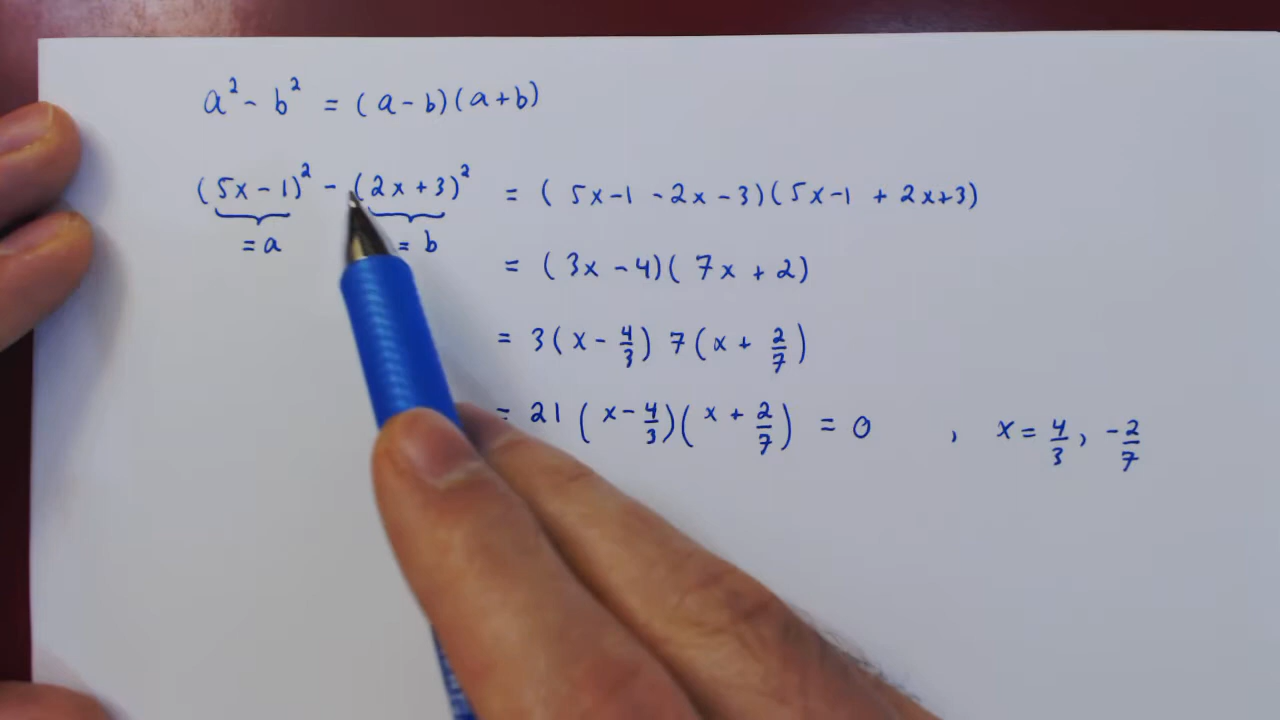 a² - b² = (a - b)(a + b)
(5x - 1)² - (2x + 3)² = (5x-1 -2x - 3)(5x-1 + 2x+3)
= a = b
= (3x - 4)(7x + 2)
= 3(x - 4/3) 7(x + 2/7)
= 21 (x - 4/3)(x + 2/7) = 0 , x = 4/3, -2/7